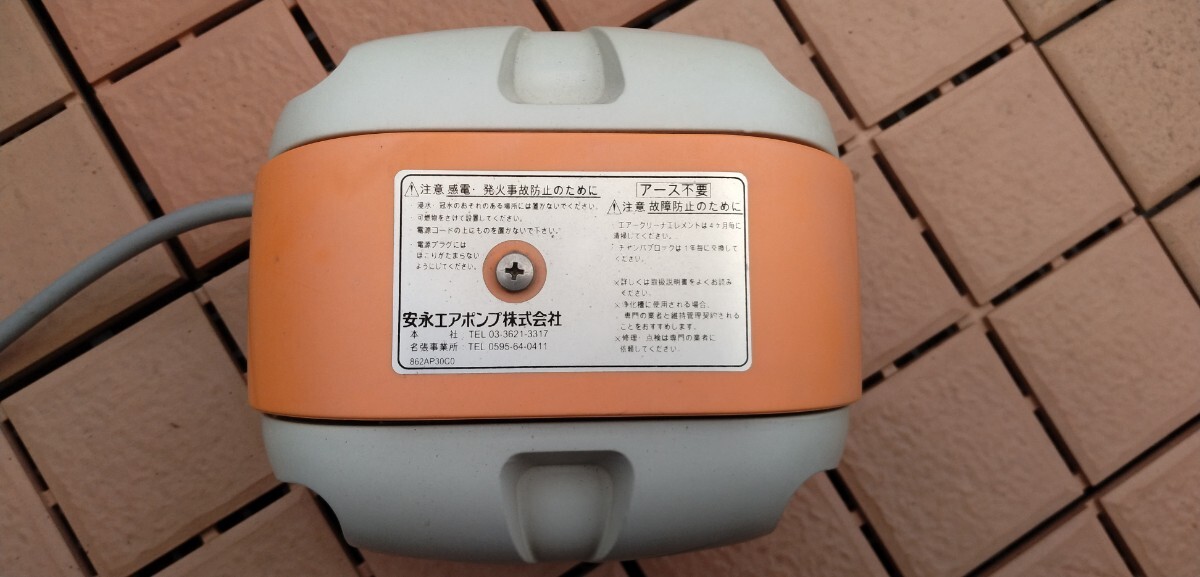 注意 感電・発火事故防止のために
・浸水・冠水のおそれのある場所には置かないでください。
・可燃物をさけて設置してください。
・電源コードの上にものを置かないで下さい。
・電源プラグには
ほこりがたまらない
ようにしてください。
安永エアポンプ株式会社
本 社:TEL 03-3621-3317
名張事業所:TEL 0595-64-0411
862AP30C0
アース不要
注意 故障防止のために
・エアークリーナエレメントは4ヶ月毎に
清掃してください。
・チャンバブロックは1年毎に交換して
ください。
※詳しくは取扱説明書をよくお読み
ください。
※浄化槽に使用される場合、
専門の業者と維持管理契約される
ことをおすすめします。
※修理・点検は専門の業者に
依頼してください。